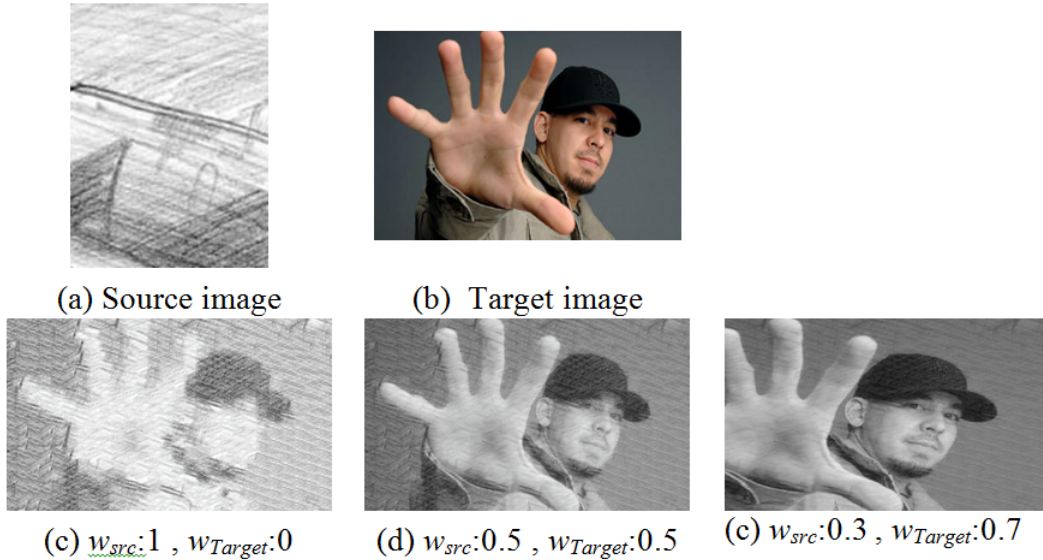 (a) Source image
(b) Target image
(c) wsrc:1 , wTarget:0
(d) wsrc:0.5 , wTarget:0.5
(c) wsrc:0.3 , wTarget:0.7